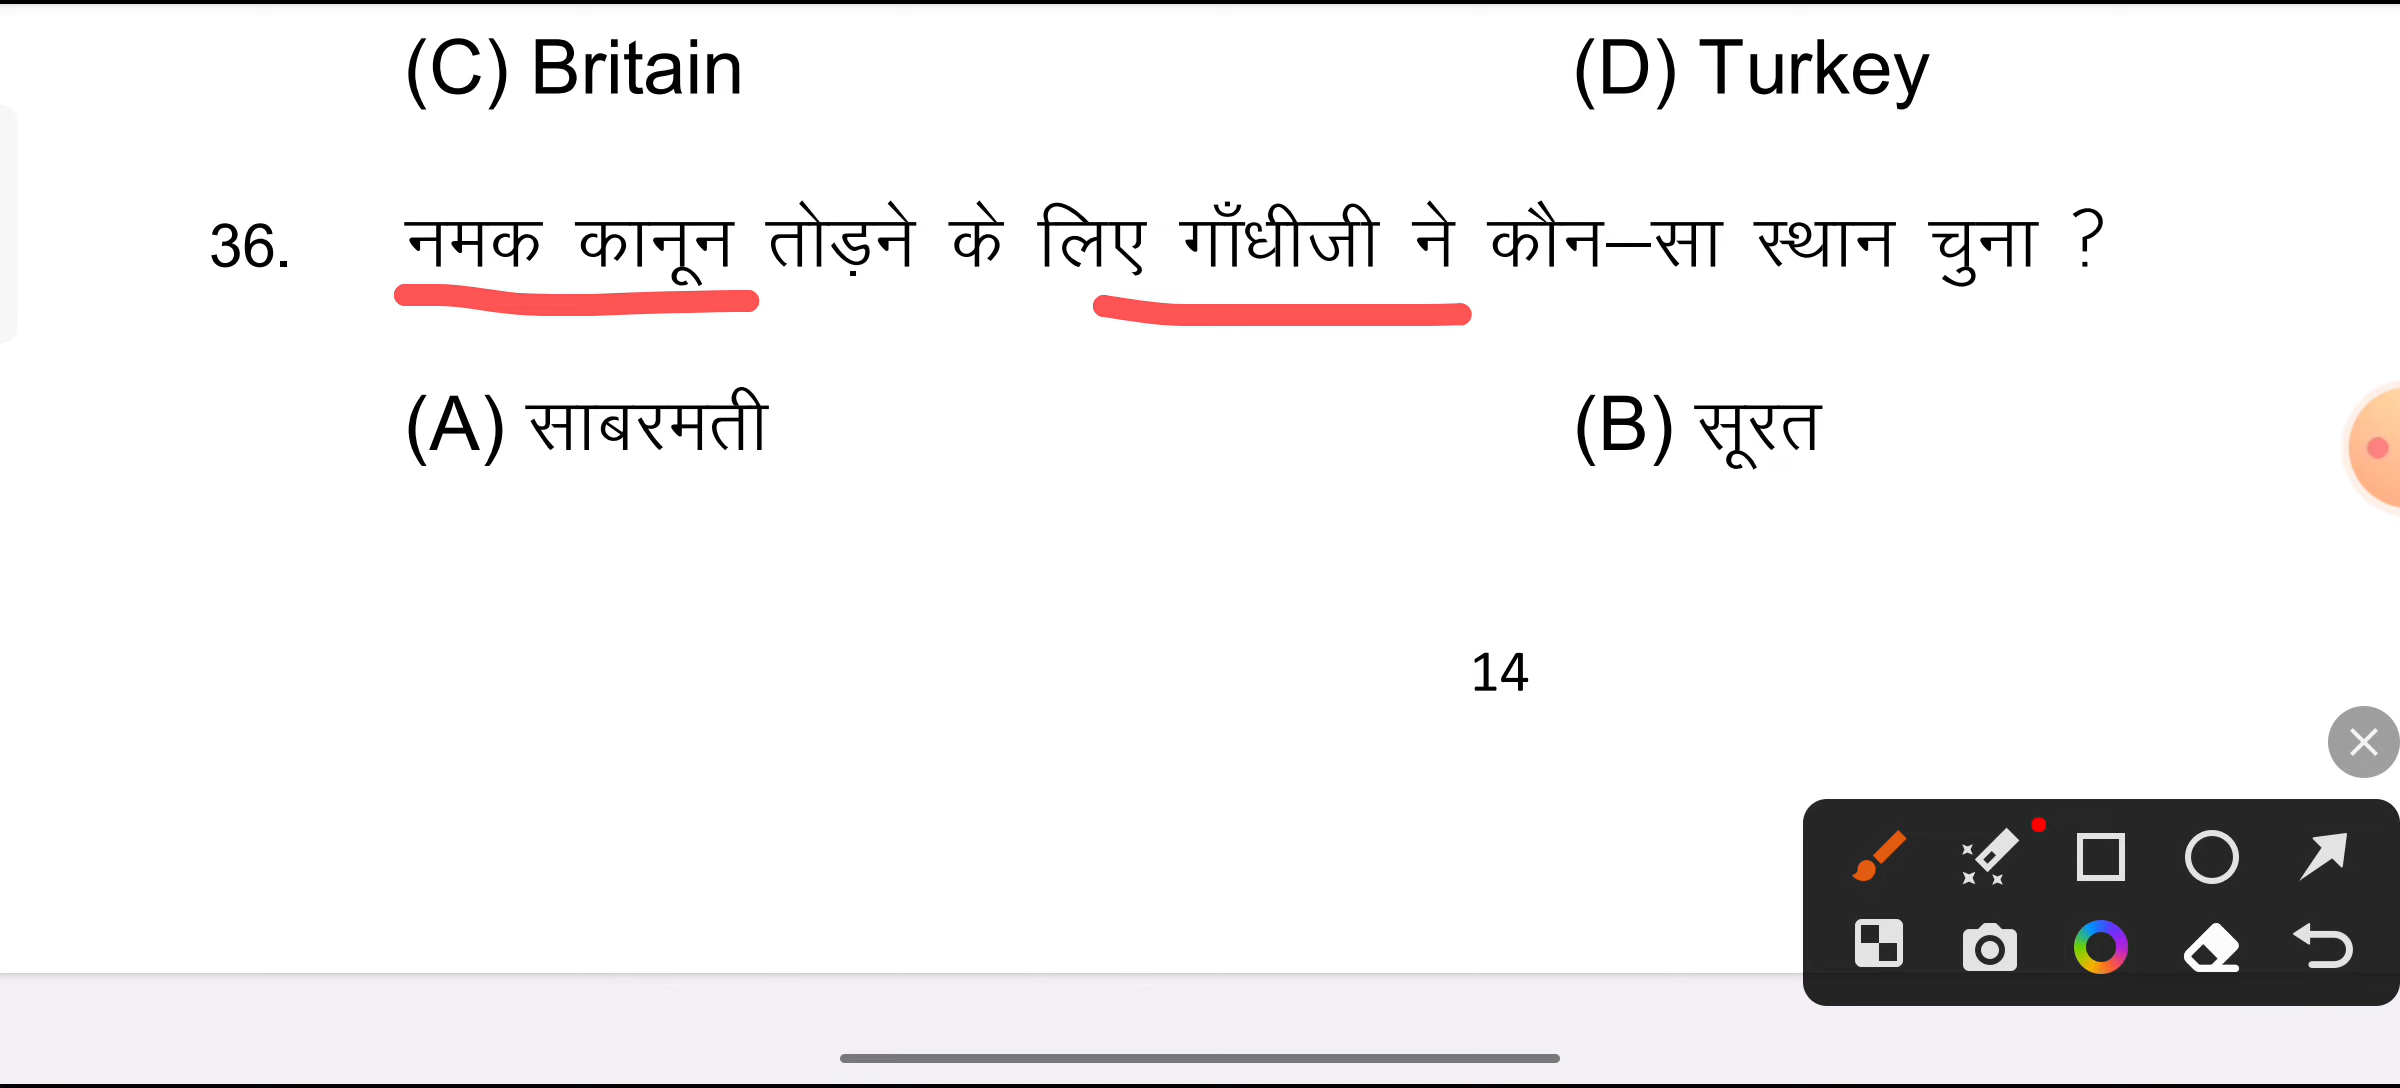 (C) Britain (D) Turkey
36. नमक कानून तोड़ने के लिए गाँधीजी ने कौन–सा स्थान चुना ?
(A) साबरमती (B) सूरत
14